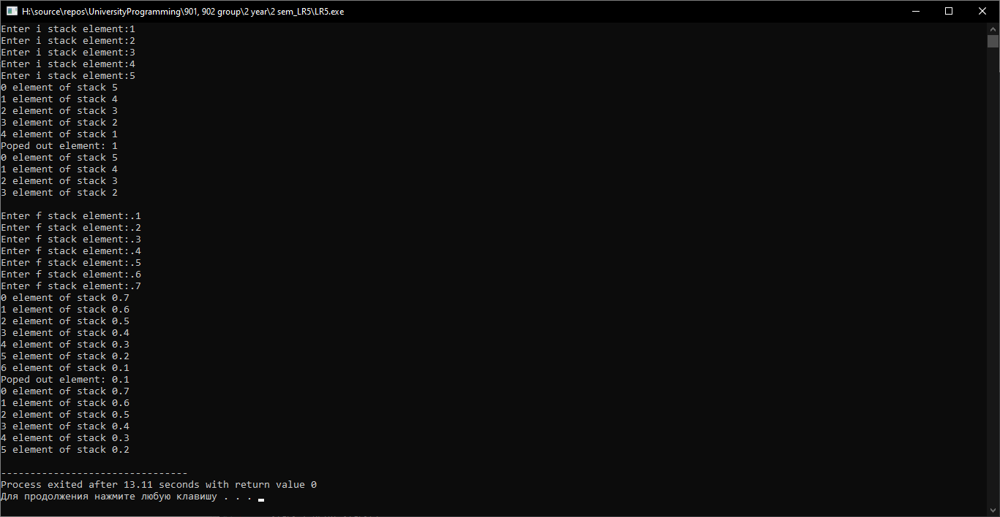 H:\source\repos\UniversityProgramming\901, 902 group\2 year\2 sem_LR5\LR5.exe
Enter i stack element:1
Enter i stack element:2
Enter i stack element:3
Enter i stack element:4
Enter i stack element:5
0 element of stack 5
1 element of stack 4
2 element of stack 3
3 element of stack 2
4 element of stack 1
Poped out element: 1
0 element of stack 5
1 element of stack 4
2 element of stack 3
3 element of stack 2
Enter f stack element:.1
Enter f stack element:.2
Enter f stack element:.3
Enter f stack element:.4
Enter f stack element:.5
Enter f stack element:.6
Enter f stack element:.7
0 element of stack 0.7
1 element of stack 0.6
2 element of stack 0.5
3 element of stack 0.4
4 element of stack 0.3
5 element of stack 0.2
6 element of stack 0.1
Poped out element: 0.1
0 element of stack 0.7
1 element of stack 0.6
2 element of stack 0.5
3 element of stack 0.4
4 element of stack 0.3
5 element of stack 0.2
--------------------------------
Process exited after 13.11 seconds with return value 0
Для продолжения нажмите любую клавишу . . .